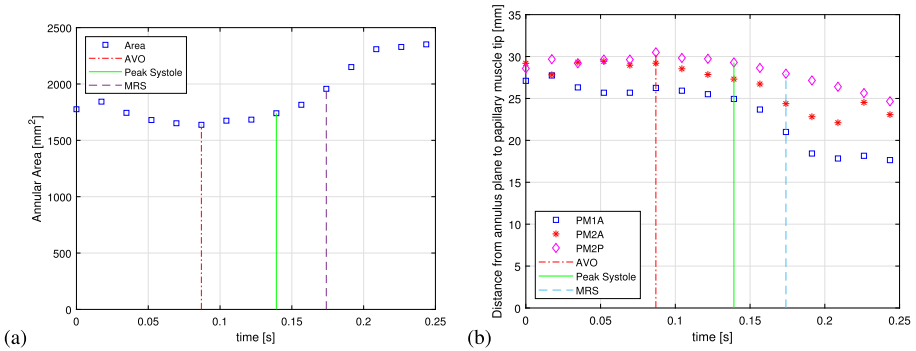 2500
2000
1500
1000
500
0
Annular Area [mm²]
Area
AVO
Peak Systole
MRS
0
0.05
0.1
0.15
0.2
0.25
time [s]
(a)
35
30
25
20
15
10
5
0
Distance from annulus plane to papillary muscle tip [mm]
PM1A
PM2A
PM2P
AVO
Peak Systole
MRS
0
0.05
0.1
0.15
0.2
0.25
time [s]
(b)